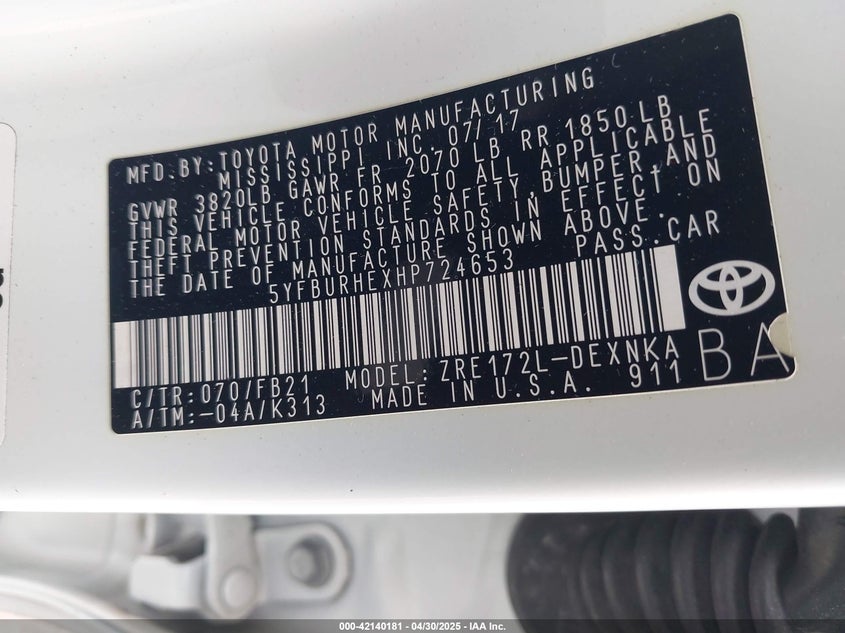 MFD.BY:TOYOTA MOTOR MANUFACTURING
MISSISSIPPI INC. 07/17
GVWR 3820LB GAWR FR 2070 LB RR 1850 LB
THIS VEHICLE CONFORMS TO ALL APPLICABLE
FEDERAL MOTOR VEHICLE SAFETY,BUMPER,AND
THEFT PREVENTION STANDARDS IN EFFECT ON
THE DATE OF MANUFACTURE SHOWN ABOVE.
5YFBURHEXHP724653 PASS.CAR
C/TR:070/FB21 MODEL:ZRE172L-DEXNKA
A/TM:-04A/K313 MADE IN U.S.A. 911
BA
000-42140181 - 04/30/2025 - IAA Inc.